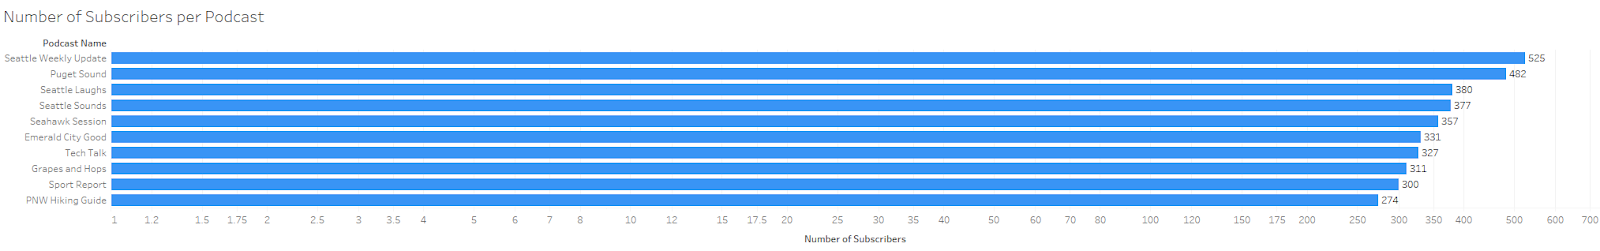 Number of Subscribers per Podcast
Podcast Name
Seattle Weekly Update 525
Puget Sound 482
Seattle Laughs 380
Seattle Sounds 377
Seahawk Session 357
Emerald City Good 331
Tech Talk 327
Grapes and Hops 311
Sport Report 300
PNW Hiking Guide 274
1 1.2 1.5 1.75 2 2.5 3 3.5 4 5 6 7 8 10 12 15 17.5 20 25 30 35 40 50 60 70 80 100 120 150 175 200 250 300 350 400 500 600 700
Number of Subscribers